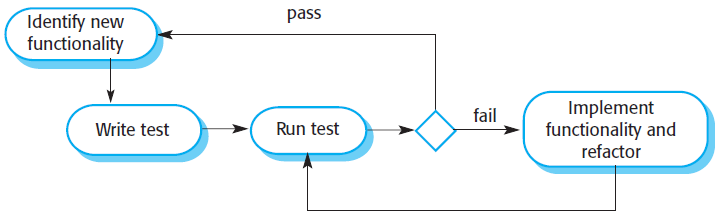 Identify new
functionality
pass
Write test
Run test
fail
Implement
functionality and
refactor